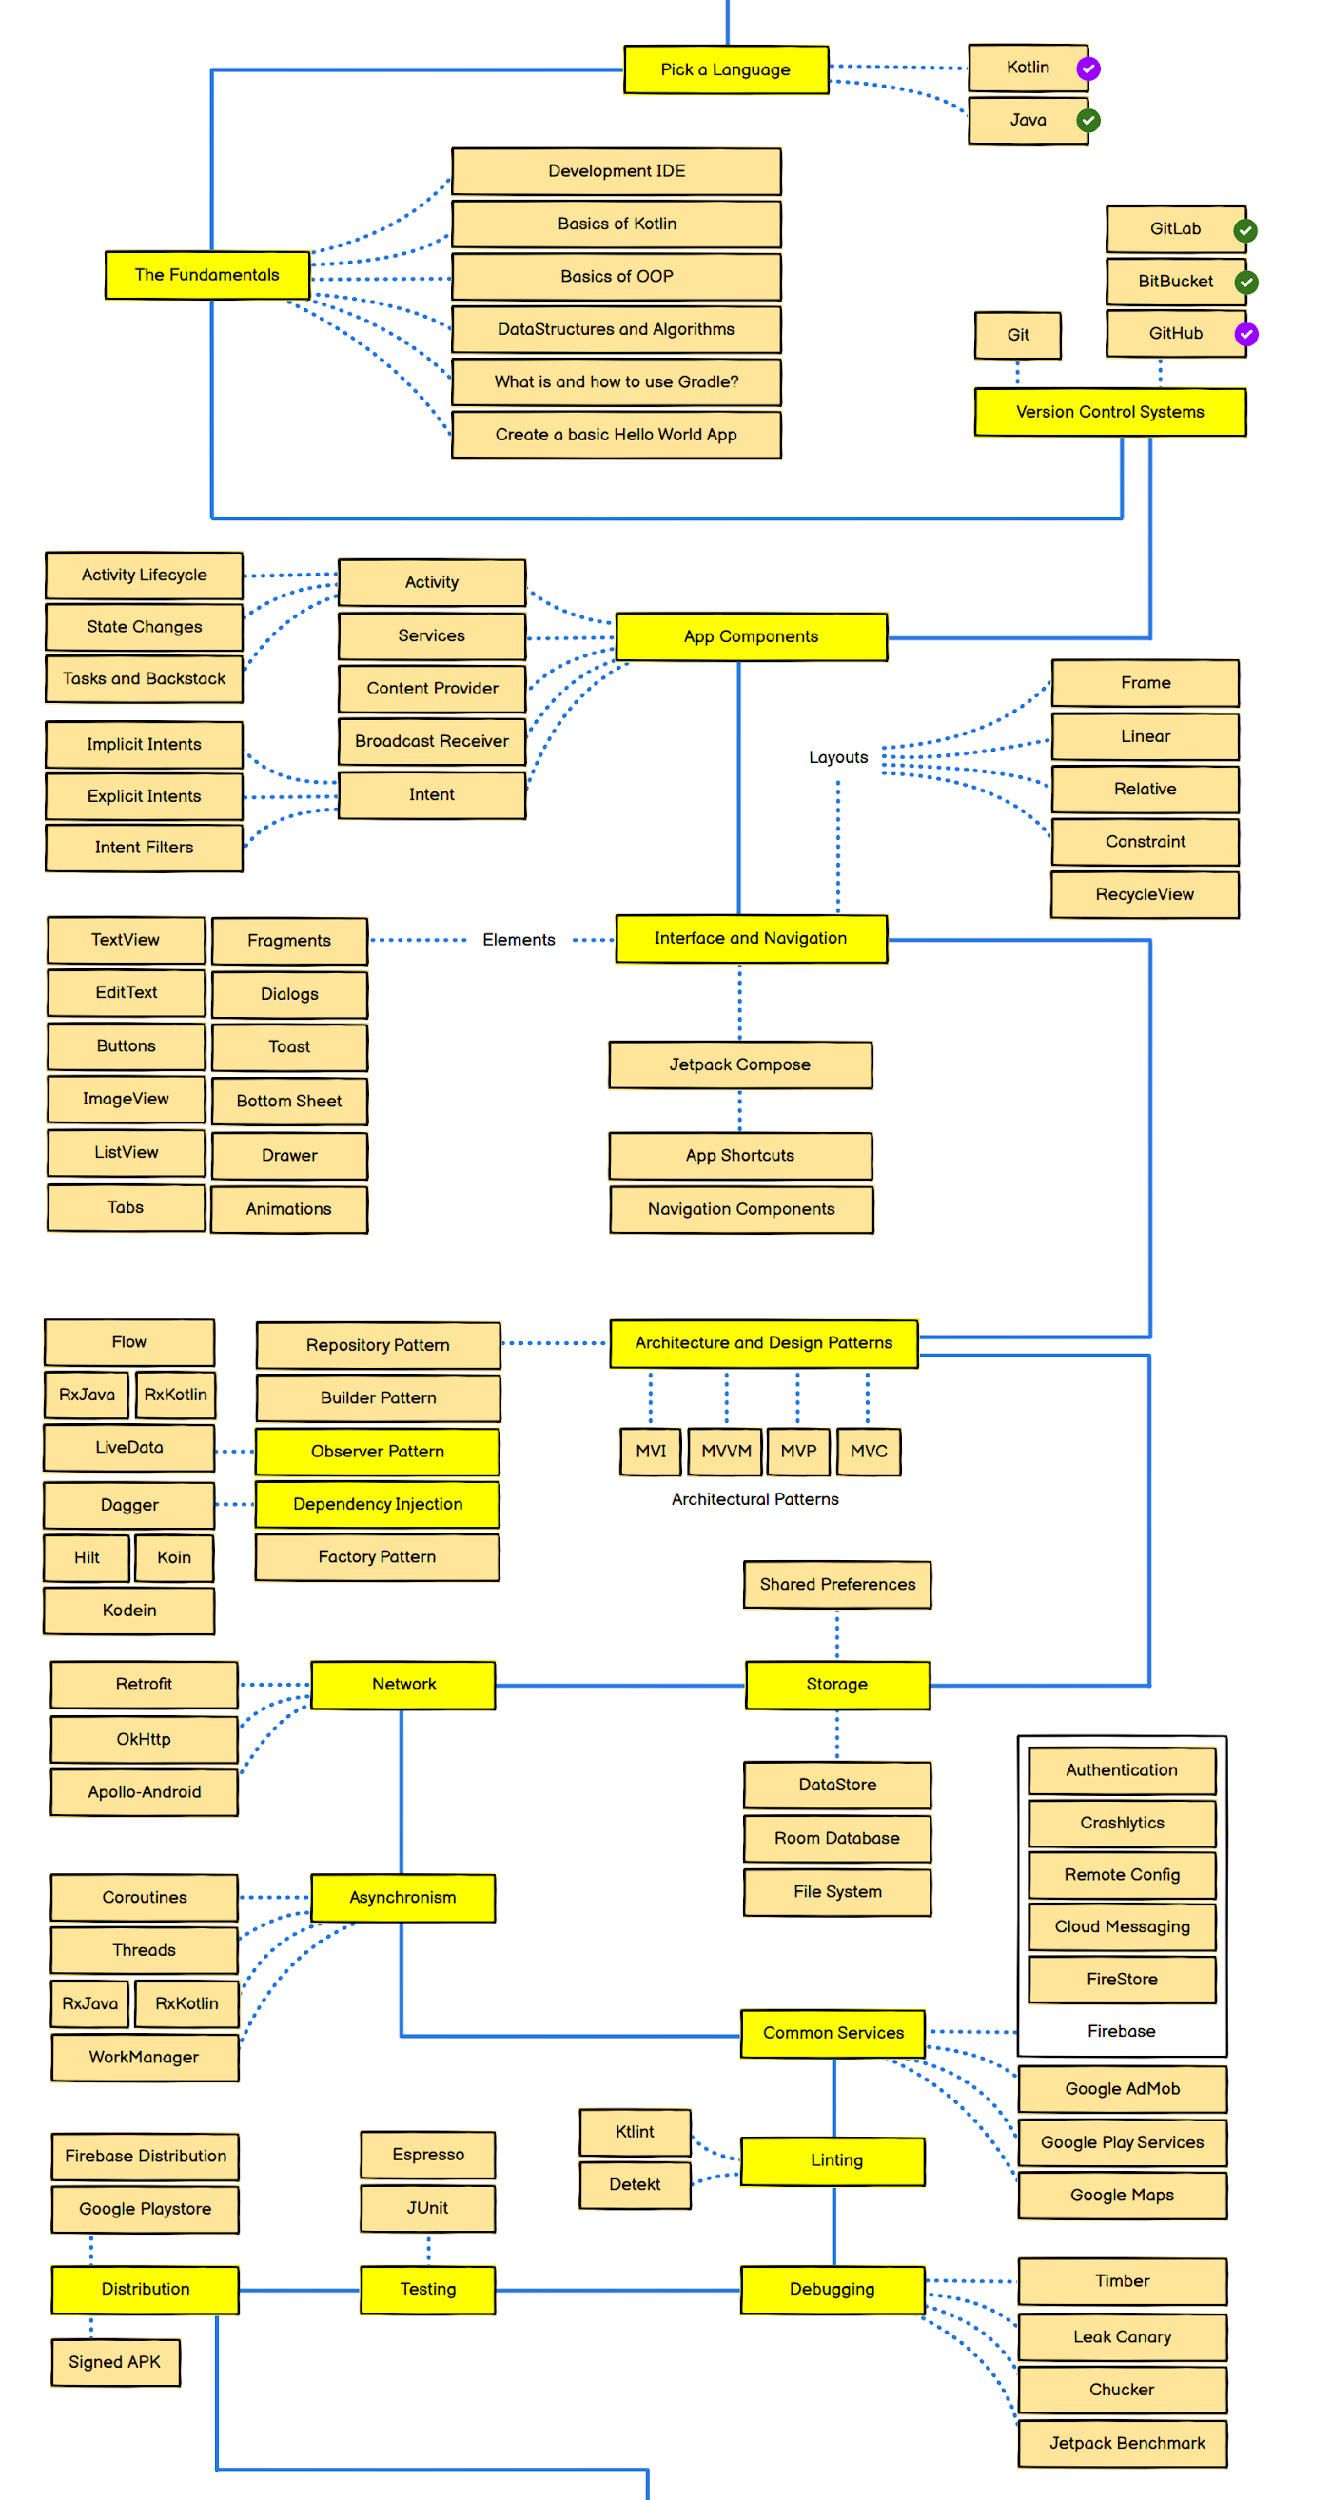 Pick a Language
Kotlin
Java
Development IDE
Basics of Kotlin
The Fundamentals
Basics of OOP
DataStructures and Algorithms
What is and how to use Gradle?
Create a basic Hello World App
GitLab
BitBucket
Git
GitHub
Version Control Systems
Activity Lifecycle
State Changes
Tasks and Backstack
Activity
Services
Content Provider
Broadcast Receiver
Intent
App Components
Implicit Intents
Explicit Intents
Intent Filters
Layouts
Frame
Linear
Relative
Constraint
RecycleView
TextView
Fragments
Elements
Interface and Navigation
EditText
Dialogs
Buttons
Toast
ImageView
Bottom Sheet
ListView
Drawer
Tabs
Animations
Jetpack Compose
App Shortcuts
Navigation Components
Flow
RxJava
RxKotlin
LiveData
Dagger
Hilt
Koin
Kodein
Repository Pattern
Builder Pattern
Observer Pattern
Dependency Injection
Factory Pattern
Architecture and Design Patterns
MVI
MVVM
MVP
MVC
Architectural Patterns
Shared Preferences
Retrofit
Network
Storage
OkHttp
Apollo-Android
DataStore
Room Database
File System
Coroutines
Asynchronism
Threads
RxJava
RxKotlin
WorkManager
Authentication
Crashlytics
Remote Config
Cloud Messaging
FireStore
Firebase
Common Services
Google AdMob
Google Play Services
Google Maps
Ktlint
Detekt
Linting
Firebase Distribution
Google Playstore
Espresso
JUnit
Distribution
Testing
Debugging
Signed APK
Timber
Leak Canary
Chucker
Jetpack Benchmark